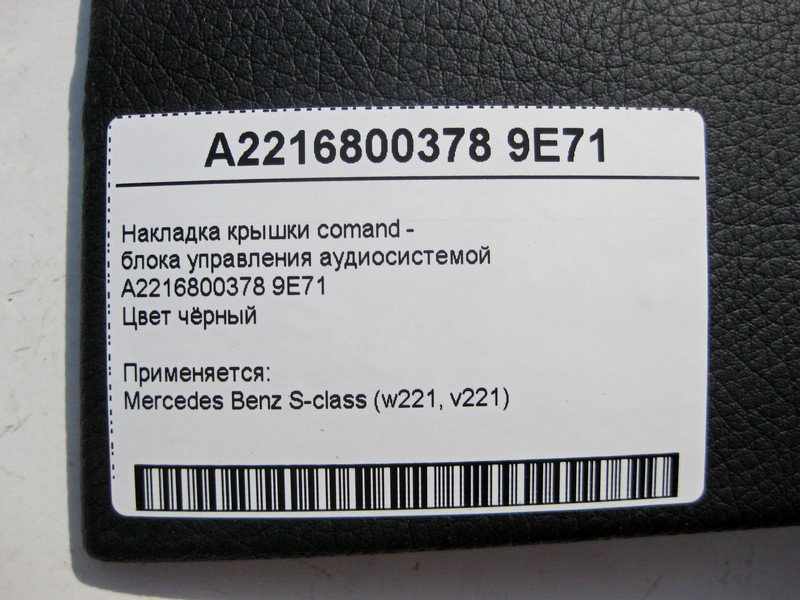 A2216800378 9E71
Накладка крышки comand -
блока управления аудиосистемой
A2216800378 9E71
Цвет чёрный
Применяется:
Mercedes Benz S-class (w221, v221)